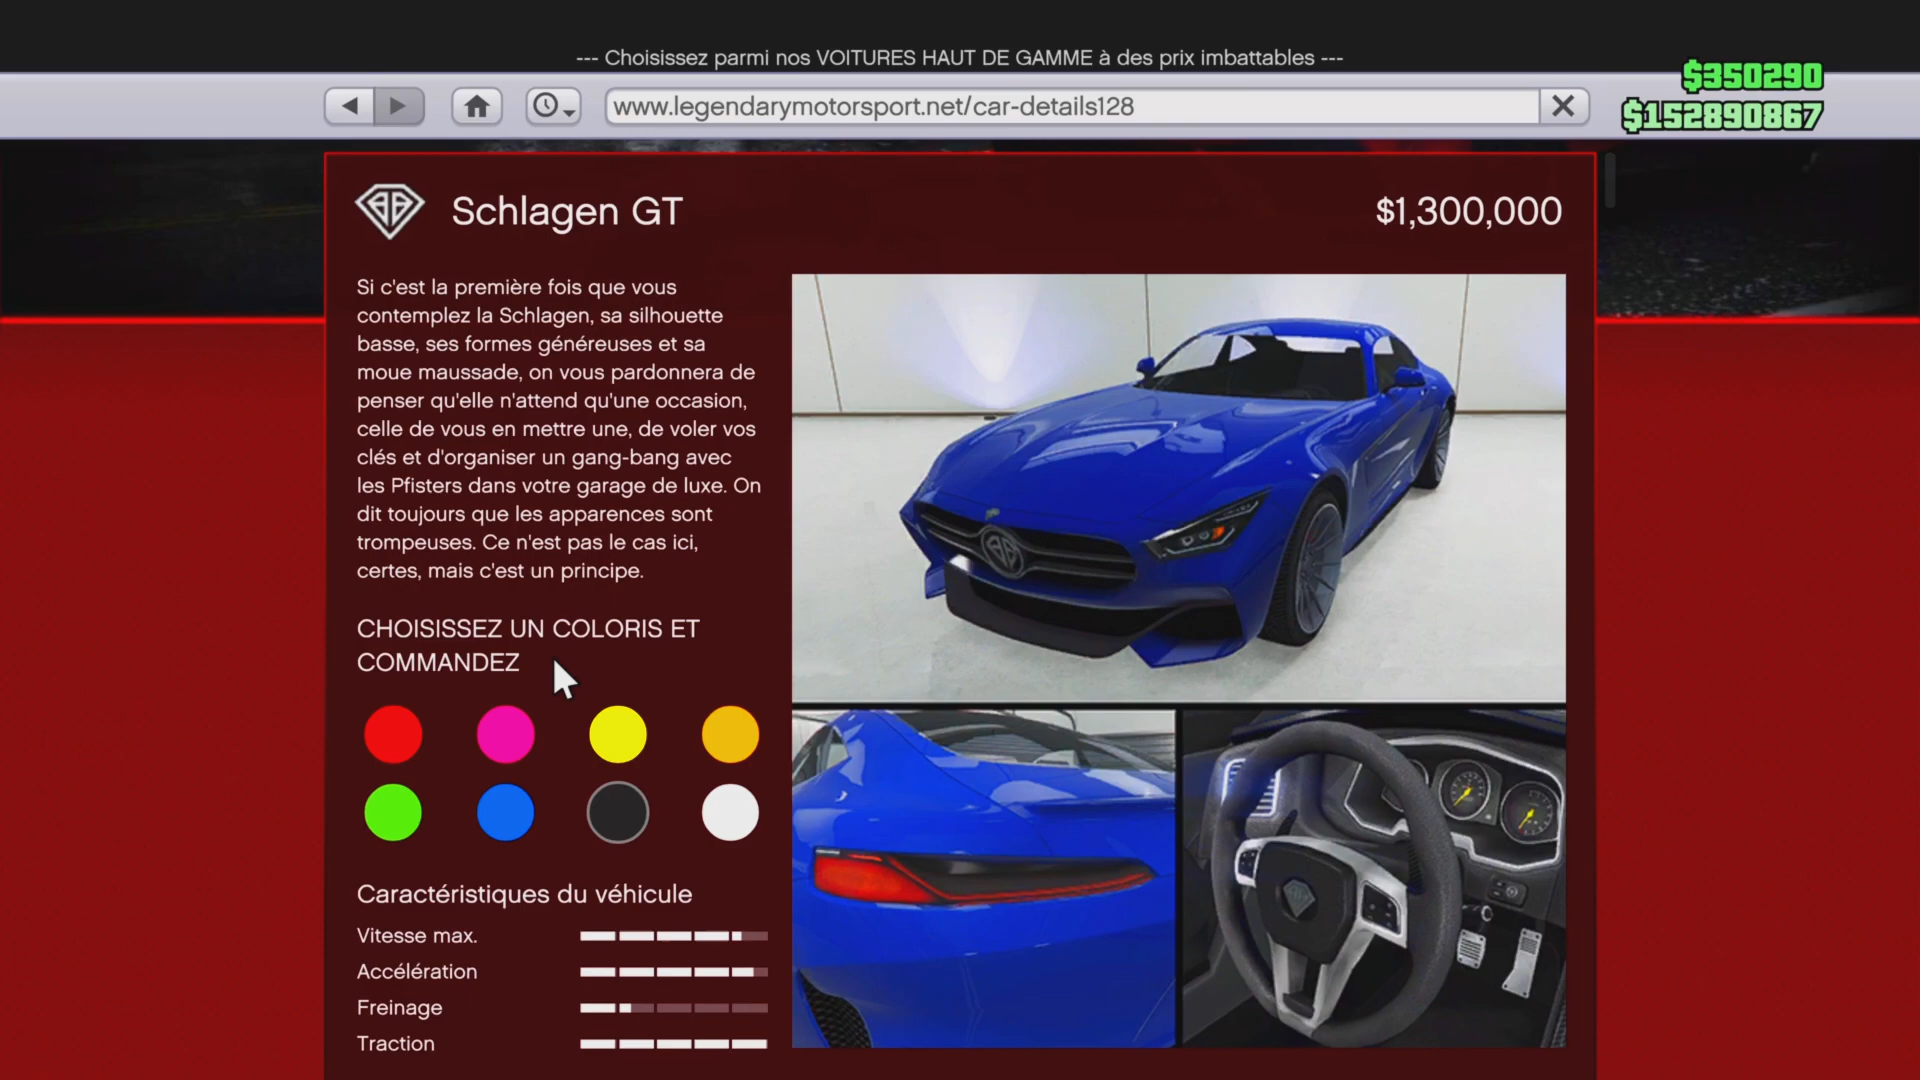 --- Choisissez parmi nos VOITURES HAUT DE GAMME à des prix imbattables ---
$350290
www.legendarymotorsport.net/car-details128
$152890867
Schlagen GT
$1,300,000
Si c'est la première fois que vous
contemplez la Schlagen, sa silhouette
basse, ses formes généreuses et sa
moue maussade, on vous pardonnera de
penser qu'elle n'attend qu'une occasion,
celle de vous en mettre une, de voler vos
clés et d'organiser un gang-bang avec
les Pfisters dans votre garage de luxe. On
dit toujours que les apparences sont
trompeuses. Ce n'est pas le cas ici,
certes, mais c'est un principe.
CHOISISSEZ UN COLORIS ET
COMMANDEZ
Caractéristiques du véhicule
Vitesse max.
Accélération
Freinage
Traction